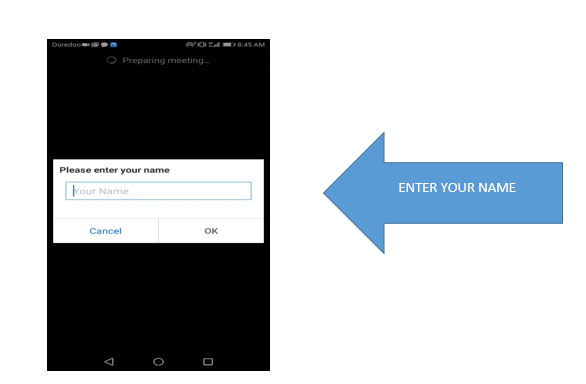 Ooredoo 8:45 AM
Preparing meeting...
Please enter your name
Your Name
Cancel OK
ENTER YOUR NAME